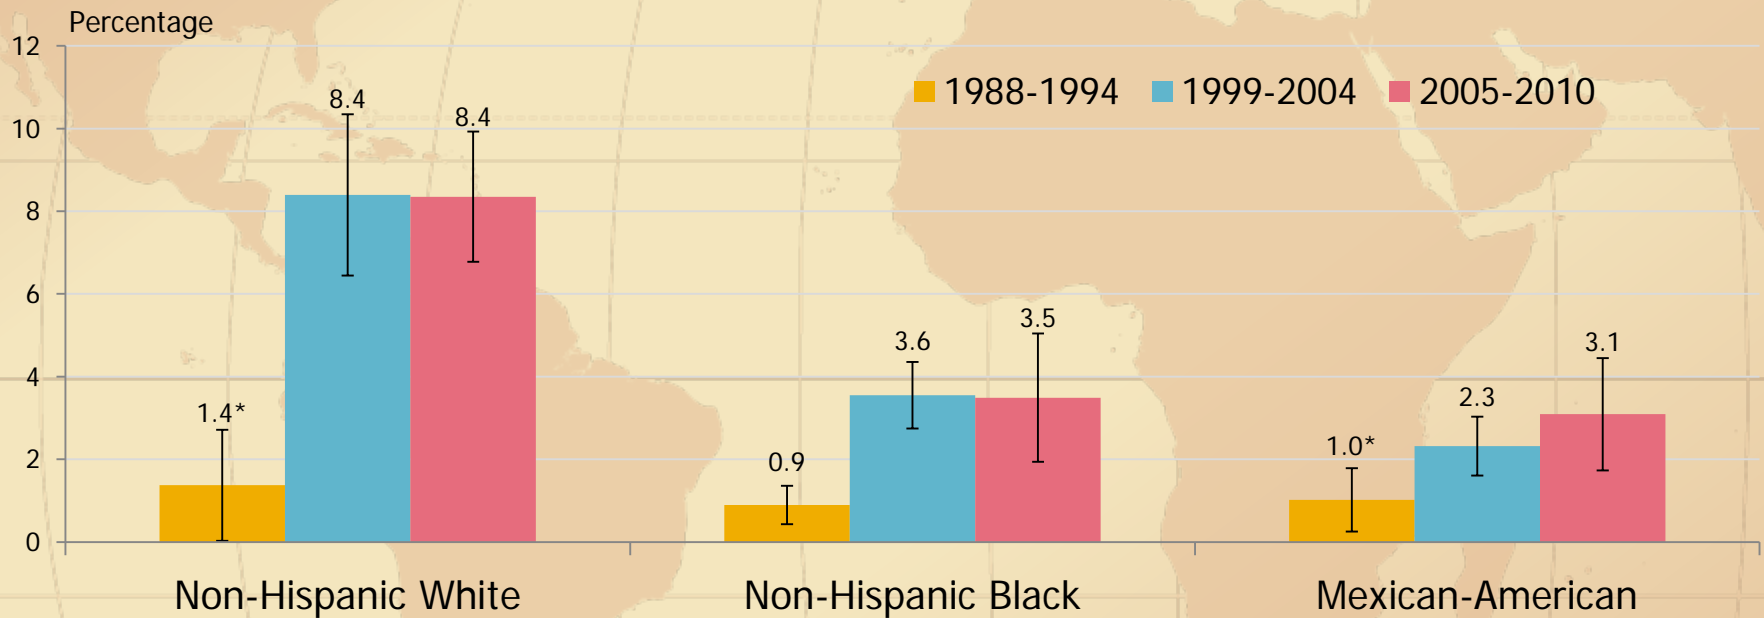 Percentage
12
10
8
6
4
2
0
1988-1994 1999-2004 2005-2010
1.4* 8.4 8.4
0.9 3.6 3.5
1.0* 2.3 3.1
Non-Hispanic White Non-Hispanic Black Mexican-American